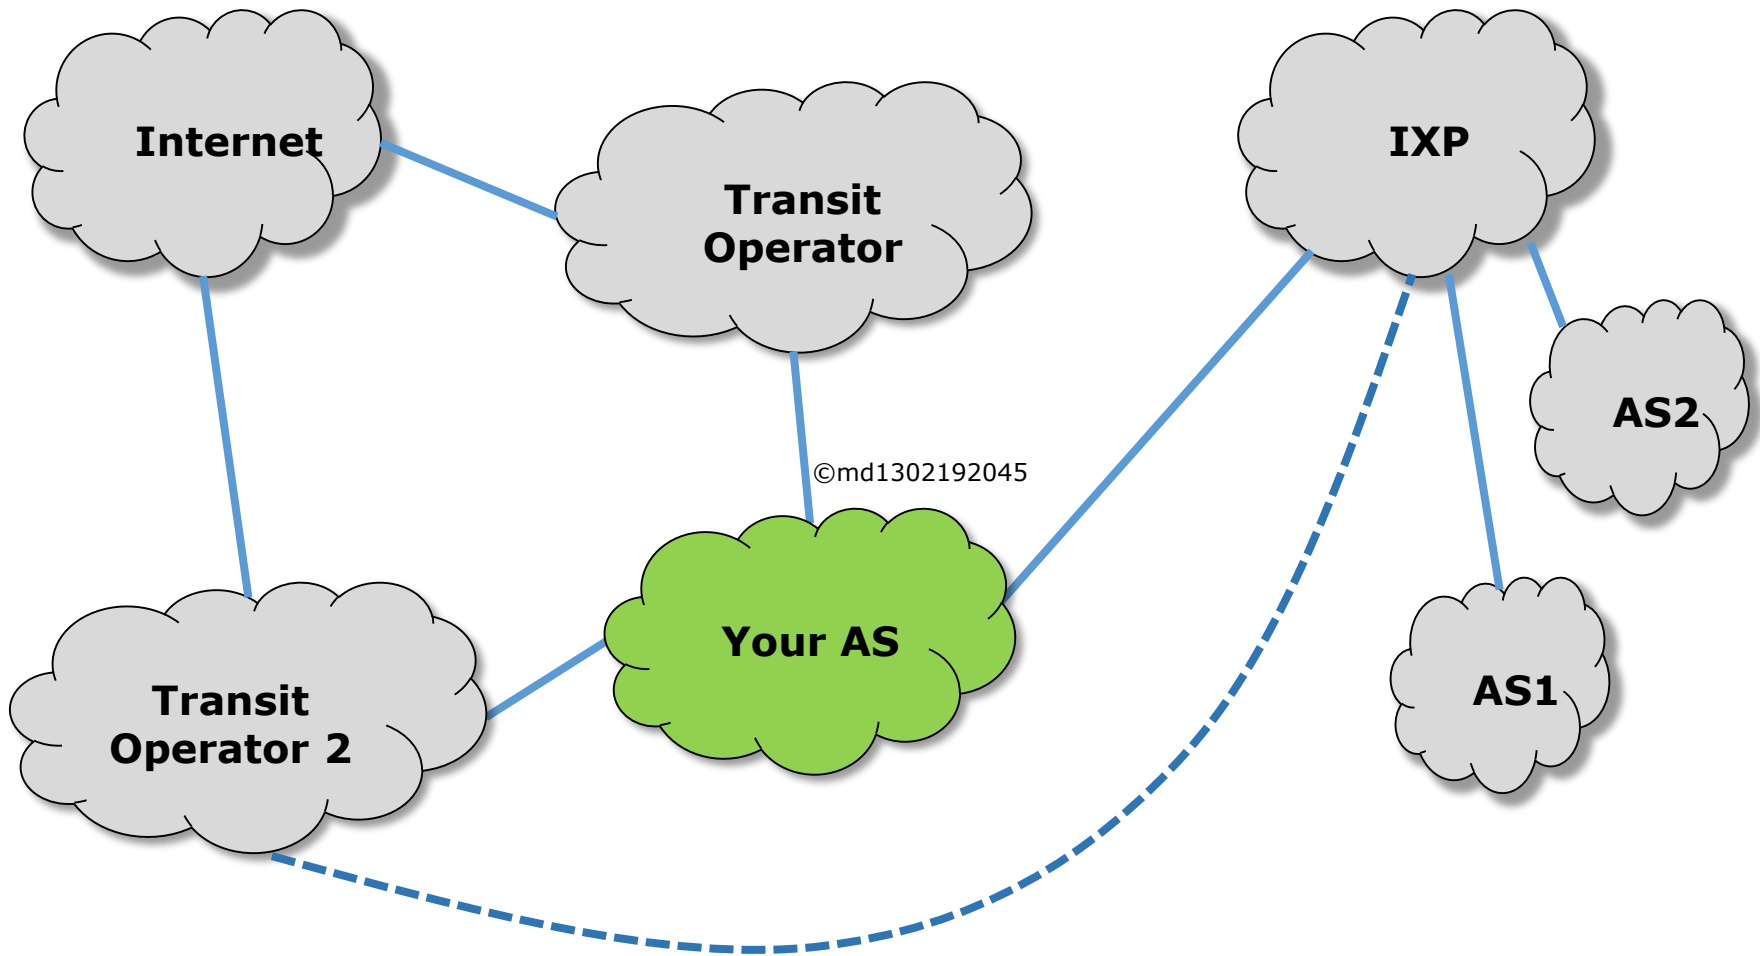 Internet
Transit
Operator
IXP
AS2
©md1302192045
Your AS
Transit
Operator 2
AS1